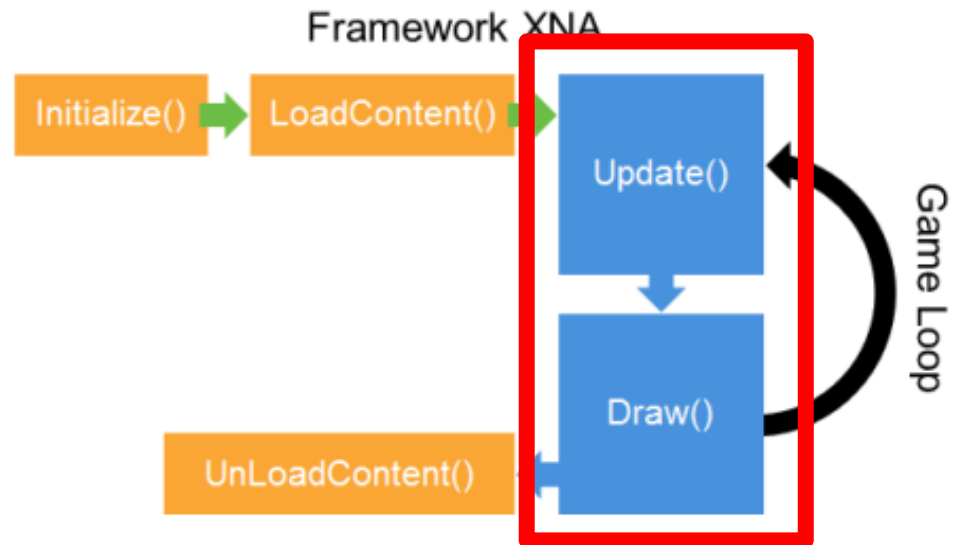 Framework XNA
Initialize()
LoadContent()
Update()
Game Loop
Draw()
UnLoadContent()